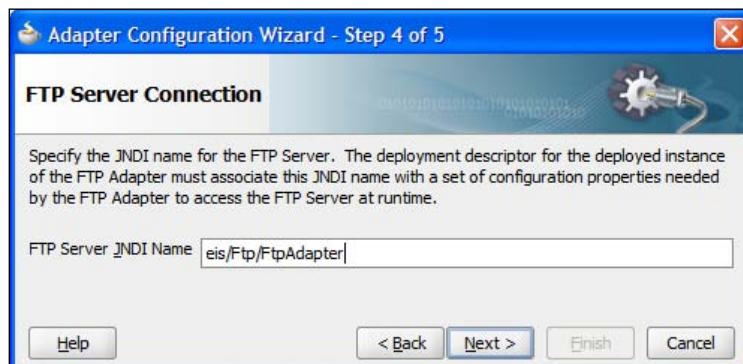 Adapter Configuration Wizard - Step 4 of 5
FTP Server Connection
Specify the JNDI name for the FTP Server. The deployment descriptor for the deployed instance
of the FTP Adapter must associate this JNDI name with a set of configuration properties needed
by the FTP Adapter to access the FTP Server at runtime.
FTP Server JNDI Name eis/Ftp/FtpAdapter
Help < Back Next > Finish Cancel